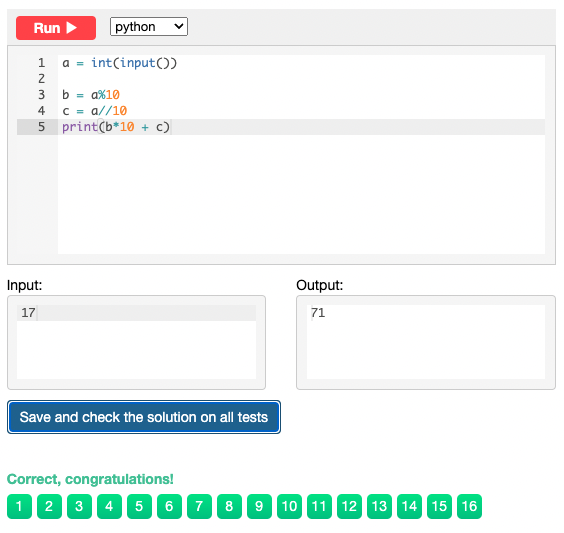 Run ▶ python
1 a = int(input())
2
3 b = a%10
4 c = a//10
5 print(b*10 + c)
Input: Output:
17 71
Save and check the solution on all tests
Correct, congratulations!
1 2 3 4 5 6 7 8 9 10 11 12 13 14 15 16